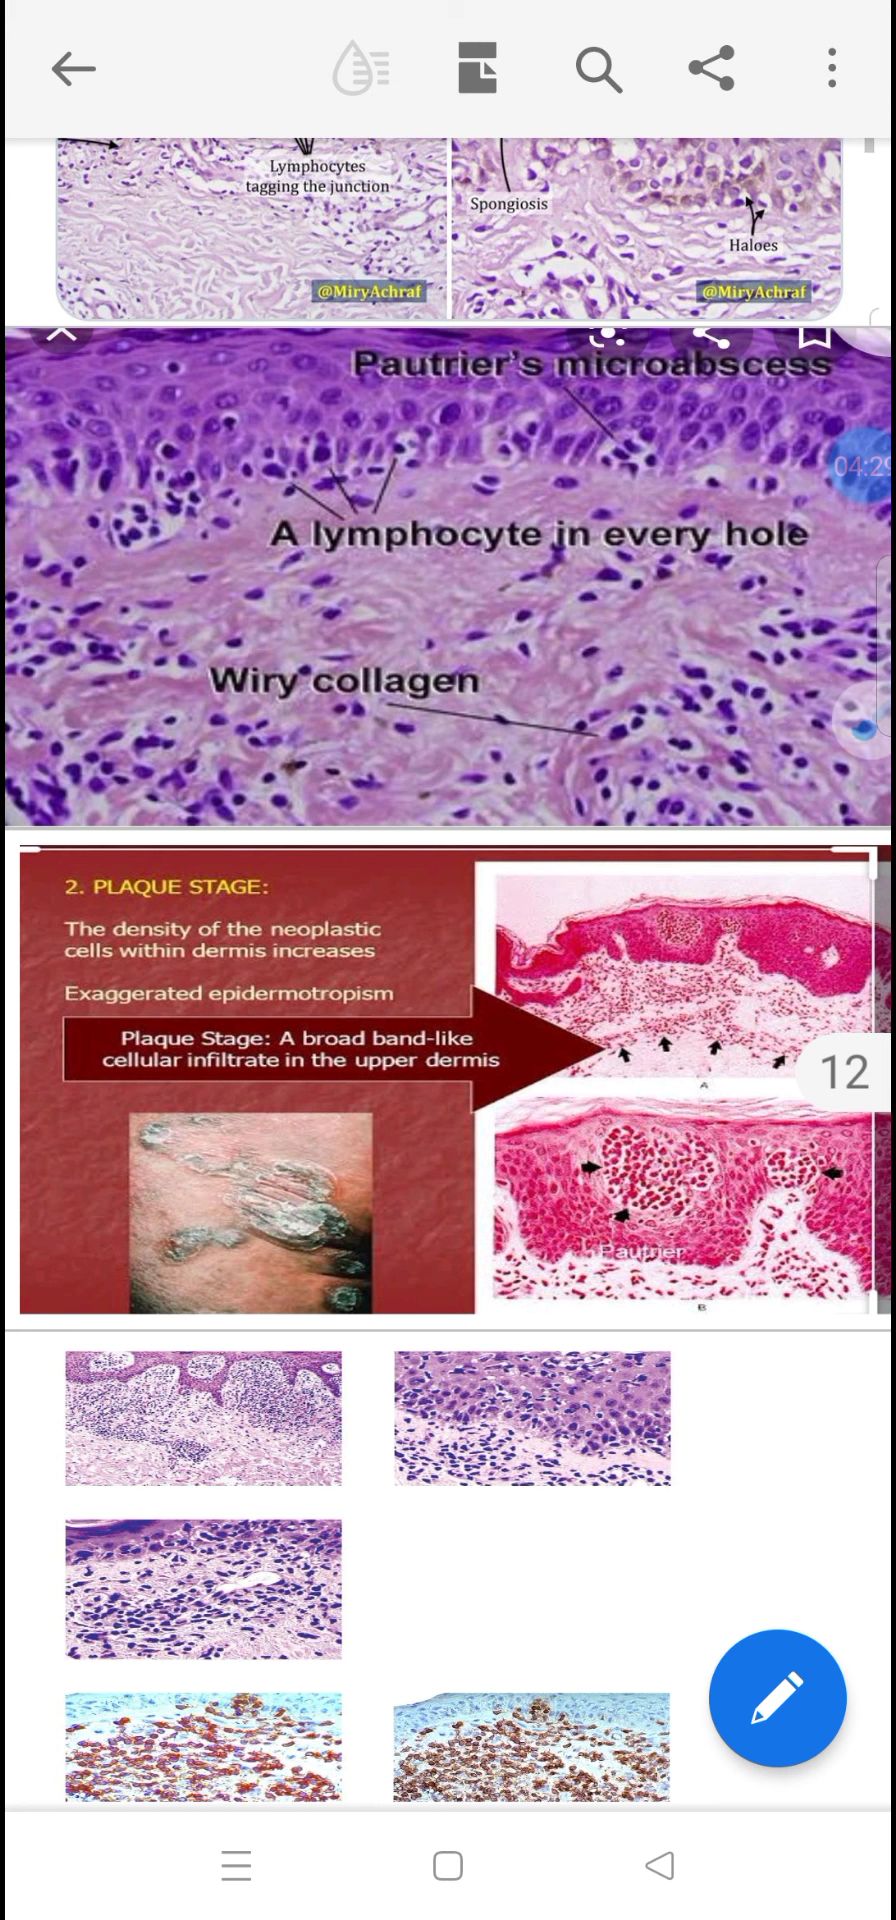 Lymphocytes
tagging the junction
Spongiosis
Haloes
@MiryAchraf
@MiryAchraf
Pautrier's microabscess
04:29
A lymphocyte in every hole
Wiry collagen
2. PLAQUE STAGE:
The density of the neoplastic
cells within dermis increases
Exaggerated epidermotropism
Plaque Stage: A broad band-like
cellular infiltrate in the upper dermis
A
12
Pautrier
B